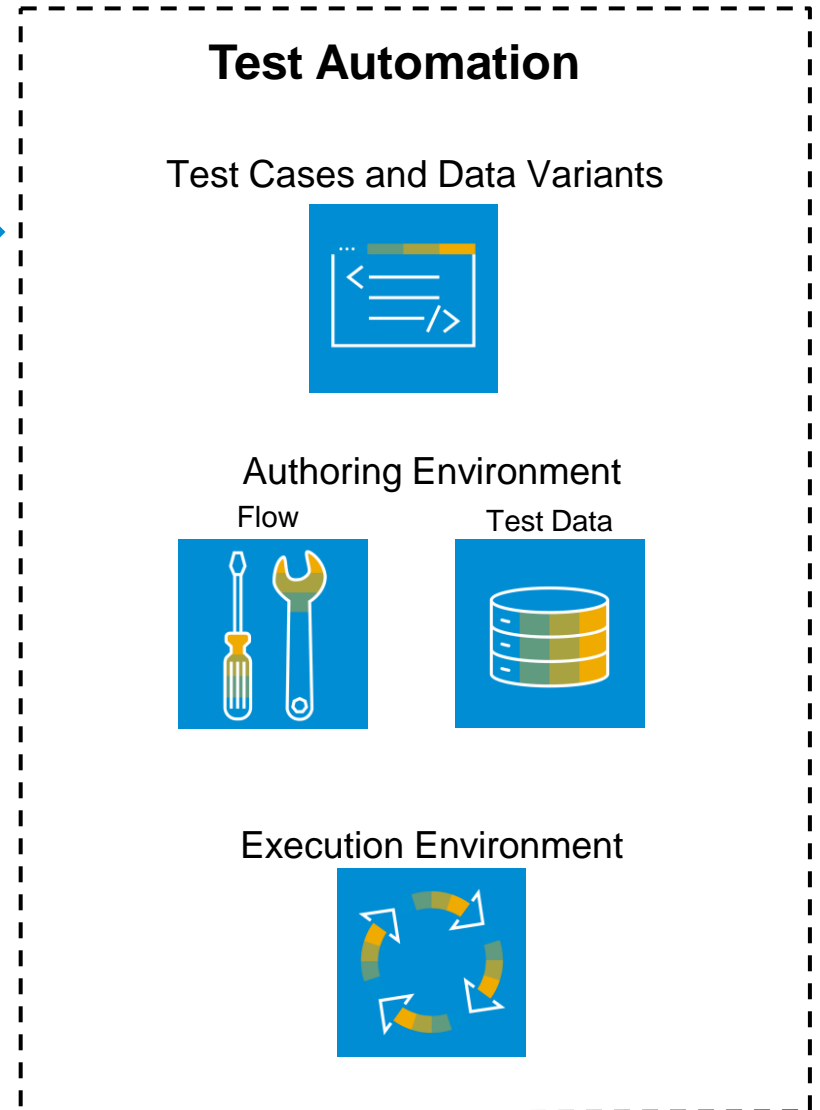 Test Automation
Test Cases and Data Variants
Authoring Environment
Flow
Test Data
Execution Environment